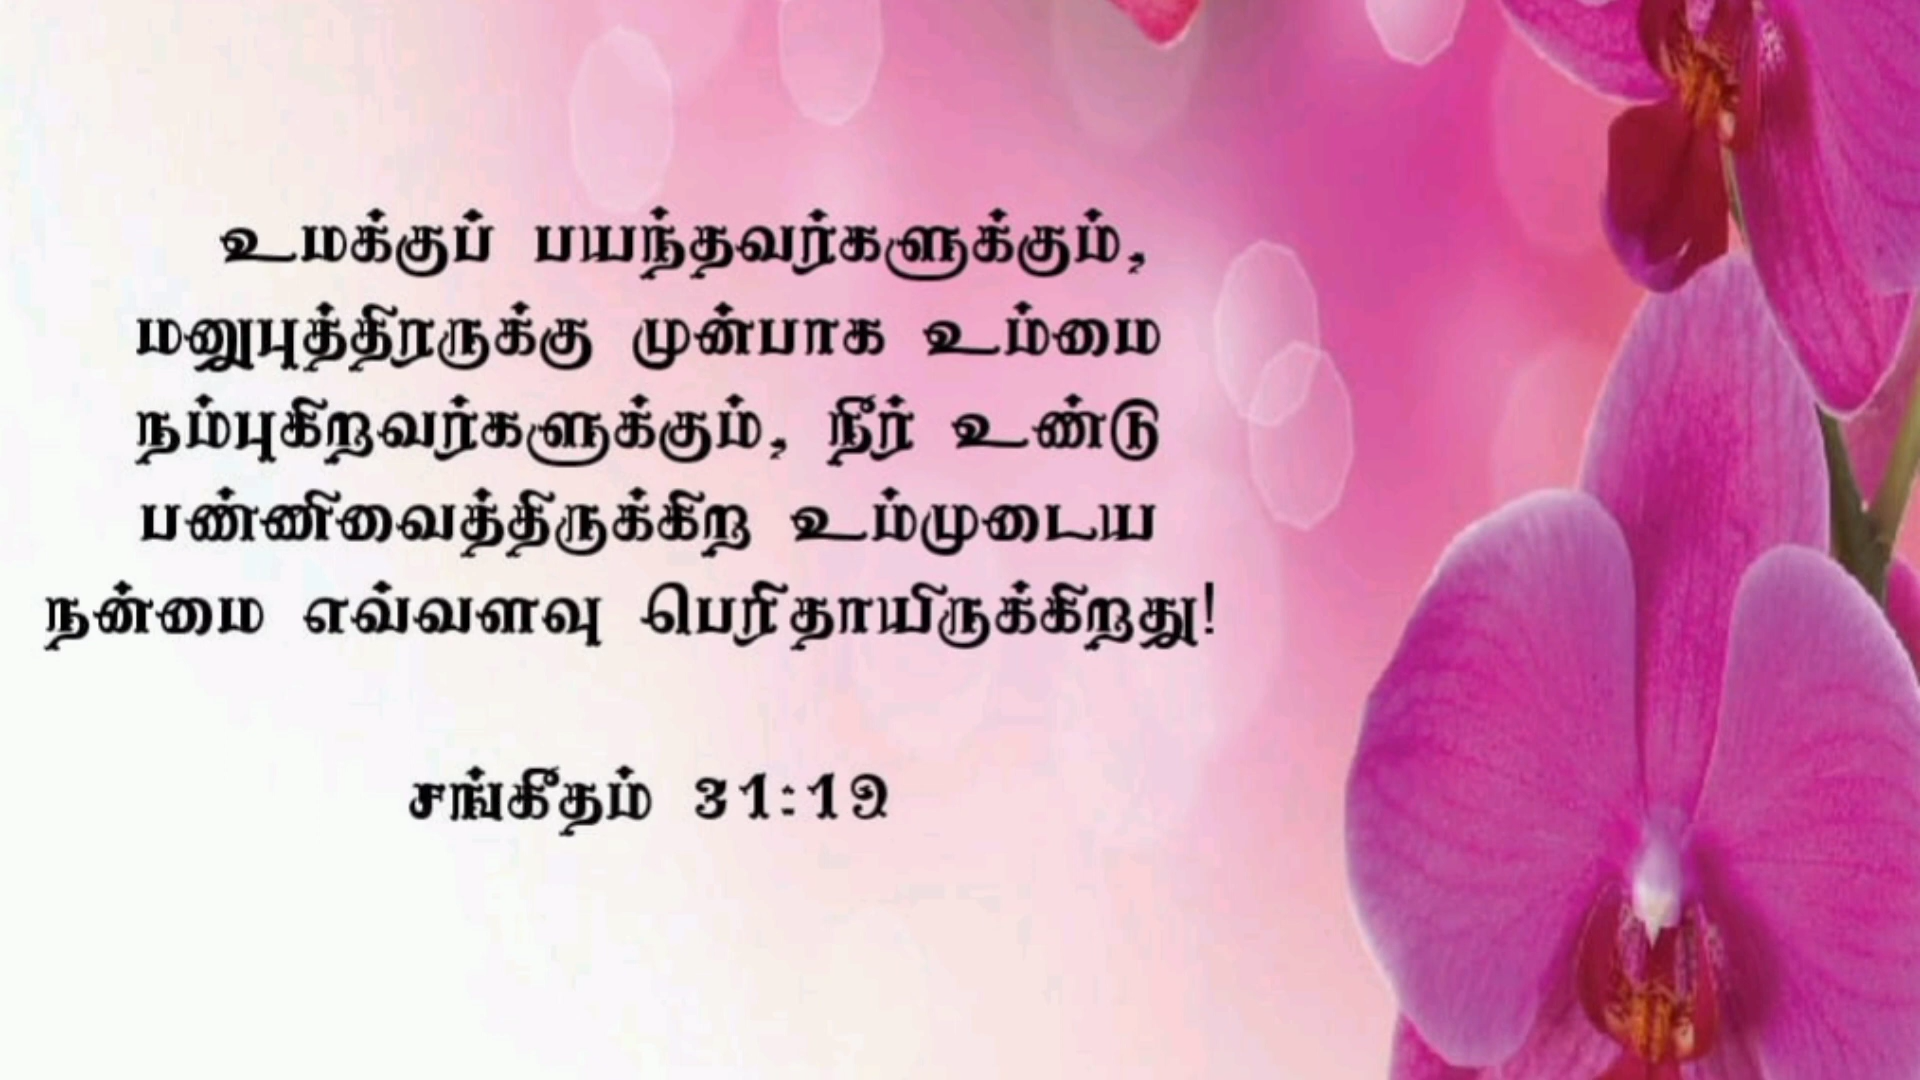 உமக்குப் பயந்தவர்களுக்கும்,
மனுபுத்திரருக்கு முன்பாக உம்மை
நம்புகிறவர்களுக்கும், நீர் உண்டு
பண்ணிவைத்திருக்கிற உம்முடைய
நன்மை எவ்வளவு பெரிதாயிருக்கிறது!
சங்கீதம் 31:19